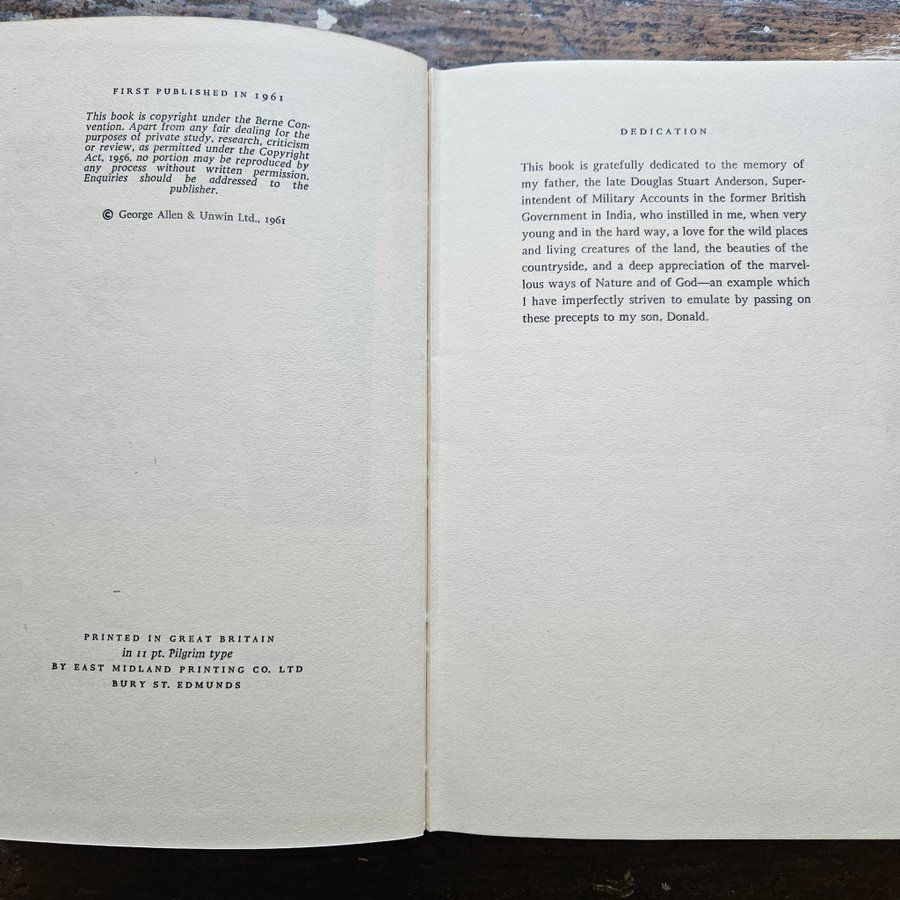 FIRST PUBLISHED IN 1961
This book is copyright under the Berne Con-
vention. Apart from any fair dealing for the
purposes of private study, research, criticism
or review, as permitted under the Copyright
Act, 1956, no portion may be reproduced by
any process without written permission.
Enquiries should be addressed to the
publisher.
© George Allen & Unwin Ltd., 1961
PRINTED IN GREAT BRITAIN
in 11 pt. Pilgrim type
BY EAST MIDLAND PRINTING CO. LTD
BURY ST. EDMUNDS
DEDICATION
This book is gratefully dedicated to the memory of
my father, the late Douglas Stuart Anderson, Super-
intendent of Military Accounts in the former British
Government in India, who instilled in me, when very
young and in the hard way, a love for the wild places
and living creatures of the land, the beauties of the
countryside, and a deep appreciation of the marvel-
lous ways of Nature and of God—an example which
I have imperfectly striven to emulate by passing on
these precepts to my son, Donald.